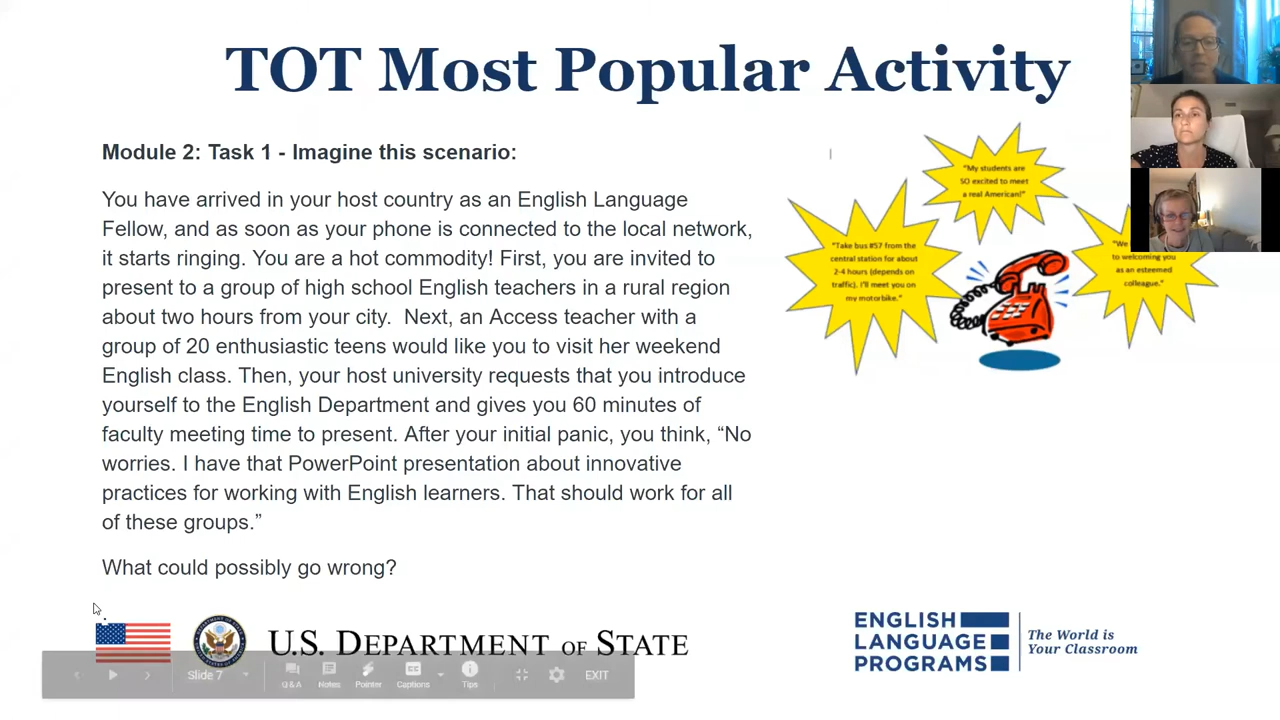 TOT Most Popular Activity
Module 2: Task 1 - Imagine this scenario:
You have arrived in your host country as an English Language
Fellow, and as soon as your phone is connected to the local network,
it starts ringing. You are a hot commodity! First, you are invited to
present to a group of high school English teachers in a rural region
about two hours from your city. Next, an Access teacher with a
group of 20 enthusiastic teens would like you to visit her weekend
English class. Then, your host university requests that you introduce
yourself to the English Department and gives you 60 minutes of
faculty meeting time to present. After your initial panic, you think, “No
worries. I have that PowerPoint presentation about innovative
practices for working with English learners. That should work for all
of these groups.”
What could possibly go wrong?
"My students are
SO excited to meet
a real American!"
"Take bus #57 from the
central station for about
2-4 hours (depends on
traffic). I'll meet you on
my motorbike."
"We
to welcoming you
as an esteemed
colleague."
U.S. DEPARTMENT OF STATE
ENGLISH
LANGUAGE
PROGRAMS
The World is
Your Classroom
Slide 7
Q&A
Notes
Pointer
Captions
Tips
EXIT